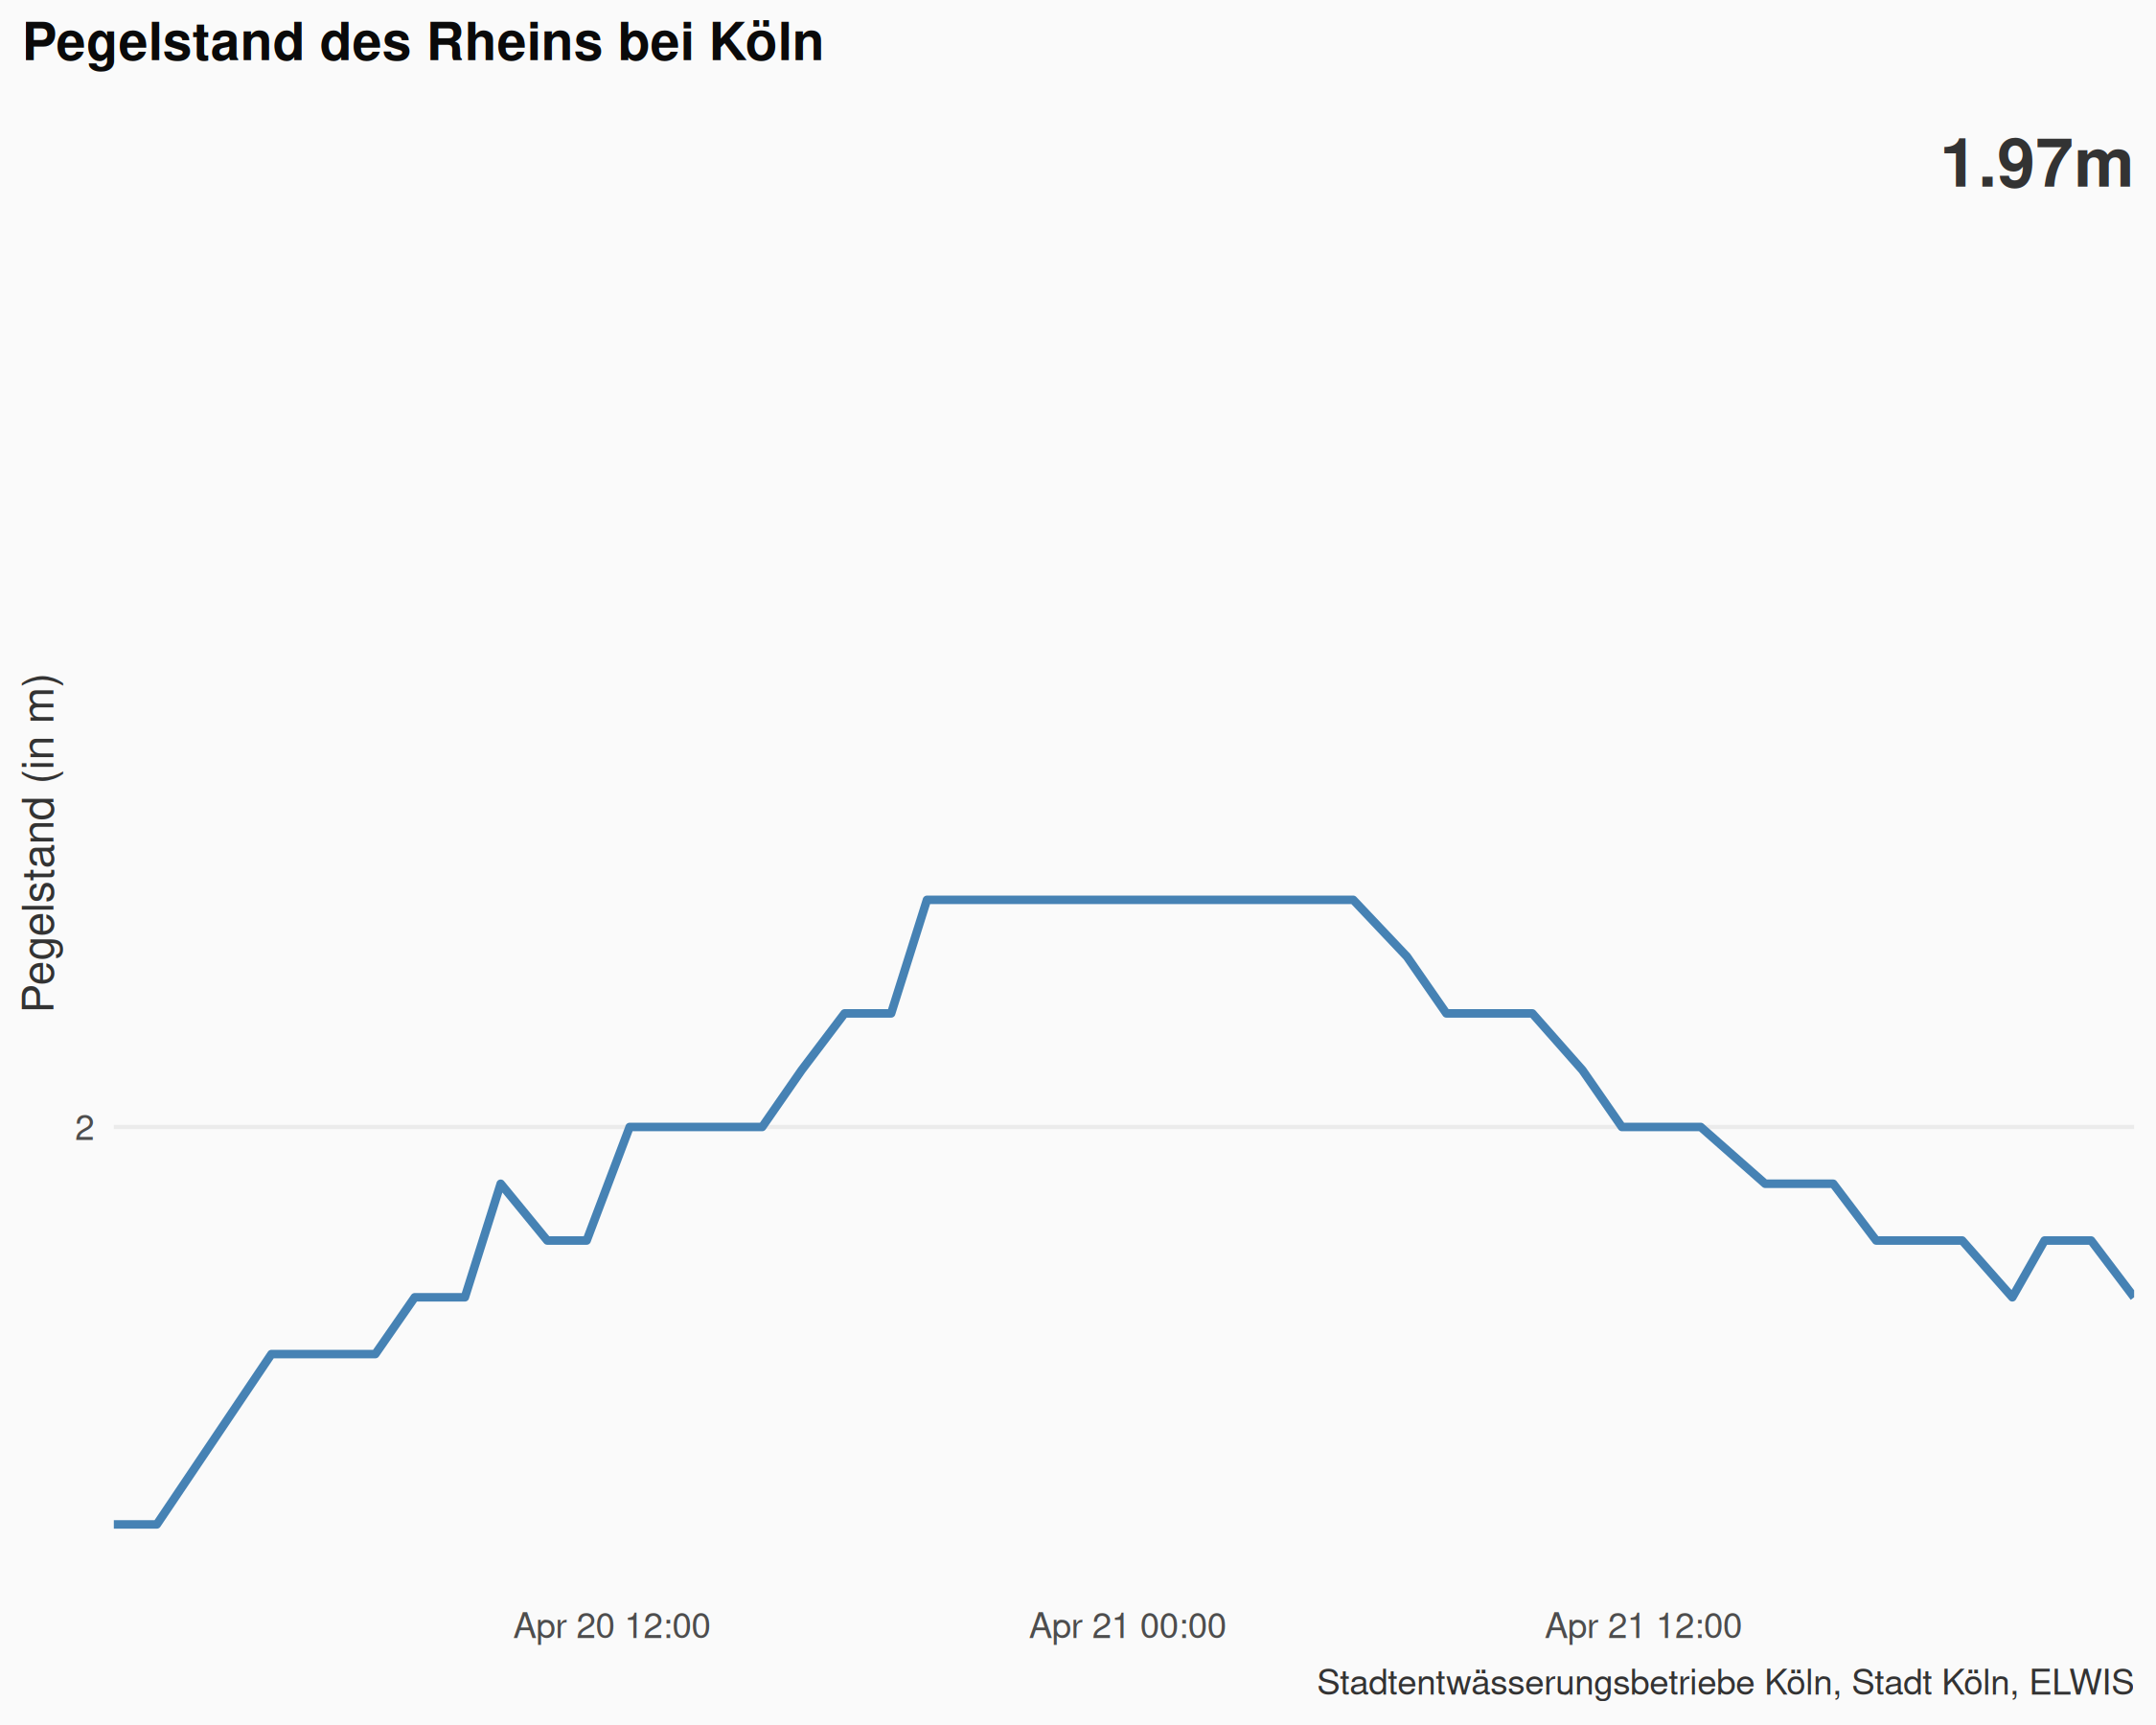 Pegelstand des Rheins bei Köln
1.97m
Pegelstand (in m)
2
Apr 20 12:00
Apr 21 00:00
Apr 21 12:00
Stadtentwässerungsbetriebe Köln, Stadt Köln, ELWIS